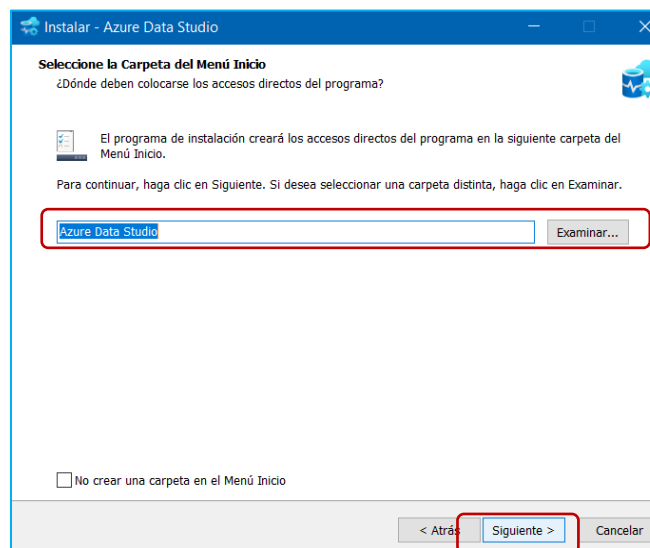 Instalar - Azure Data Studio
Seleccione la Carpeta del Menú Inicio
¿Dónde deben colocarse los accesos directos del programa?
El programa de instalación creará los accesos directos del programa en la siguiente carpeta del
Menú Inicio.
Para continuar, haga clic en Siguiente. Si desea seleccionar una carpeta distinta, haga clic en Examinar.
Azure Data Studio
Examinar...
No crear una carpeta en el Menú Inicio
< Atrás
Siguiente >
Cancelar